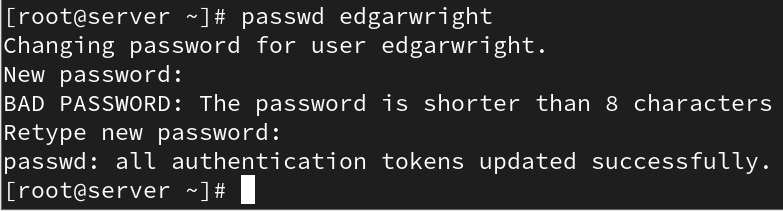 [root@server ~]# passwd edgarwright
Changing password for user edgarwright.
New password:
BAD PASSWORD: The password is shorter than 8 characters
Retype new password:
passwd: all authentication tokens updated successfully.
[root@server ~]#